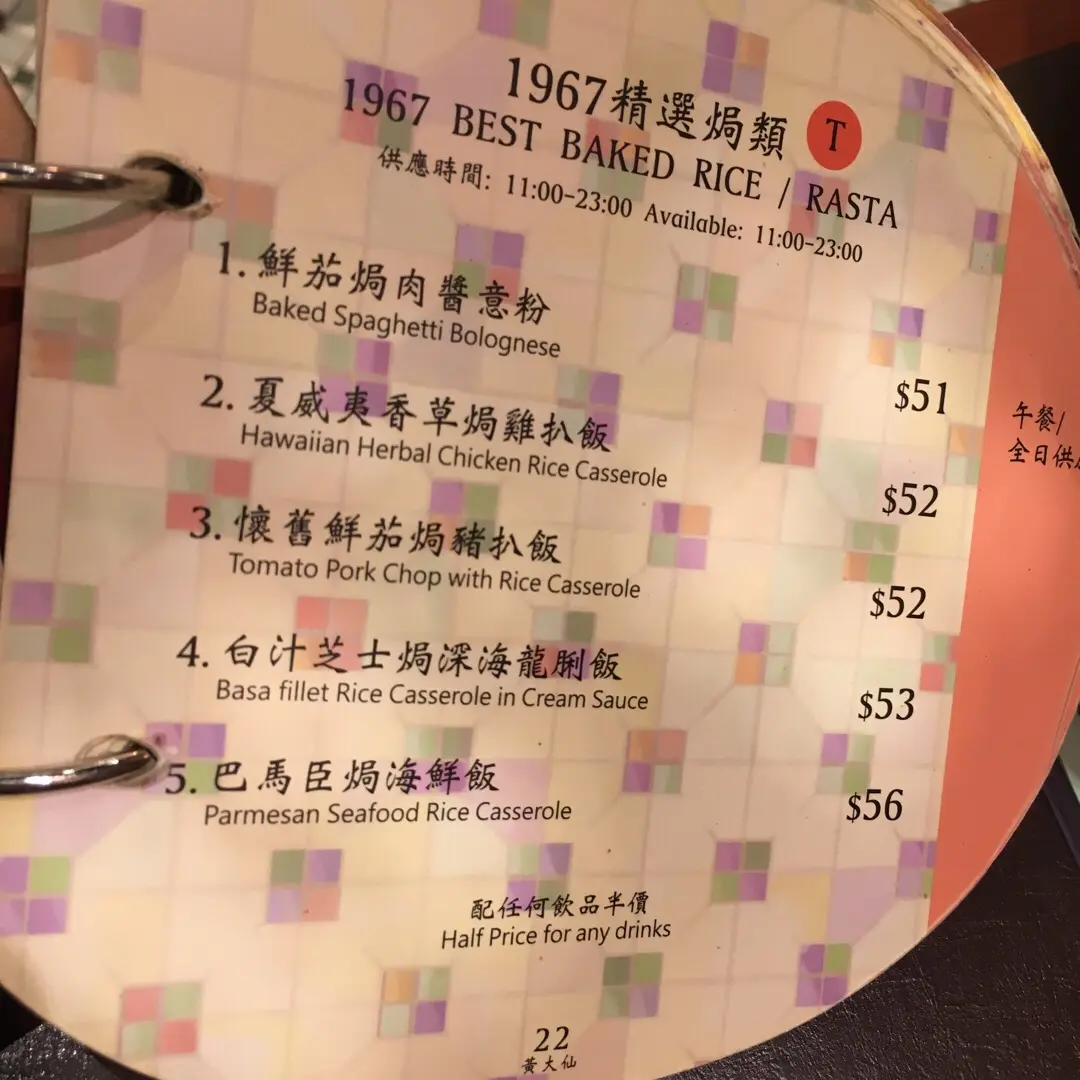 1967精選焗類 T
1967 BEST BAKED RICE / RASTA
供應時間: 11:00-23:00 Available: 11:00-23:00
1. 鮮茄焗肉醬意粉
Baked Spaghetti Bolognese
$51
2. 夏威夷香草焗雞扒飯
Hawaiian Herbal Chicken Rice Casserole
$52
3. 懷舊鮮茄焗豬扒飯
Tomato Pork Chop with Rice Casserole
$52
4. 白汁芝士焗深海龍脷飯
Basa fillet Rice Casserole in Cream Sauce
$53
5. 巴馬臣焗海鮮飯
Parmesan Seafood Rice Casserole
$56
配任何飲品半價
Half Price for any drinks
22
黃大仙
午餐/
全日供